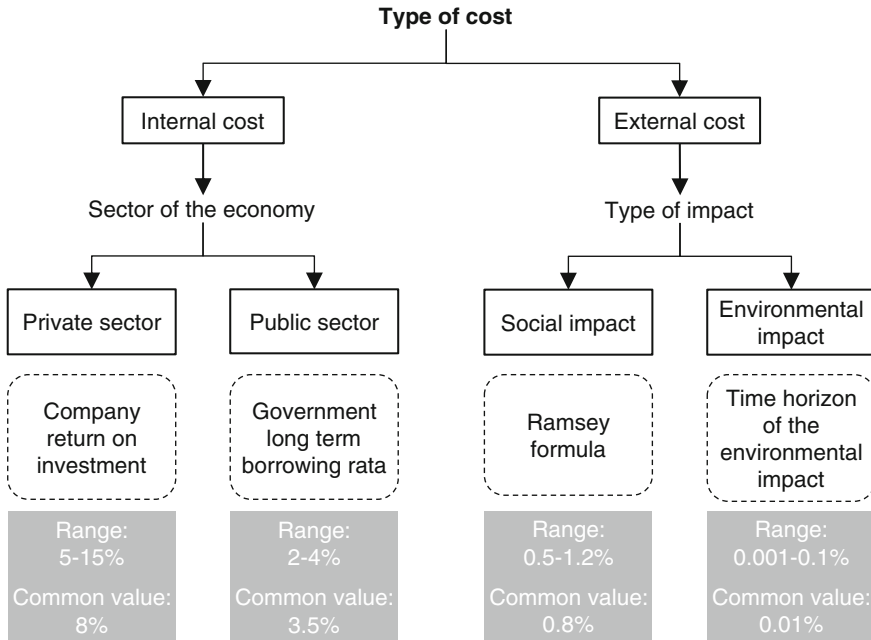 Type of cost
Internal cost
External cost
Sector of the economy
Type of impact
Private sector
Public sector
Social impact
Environmental
impact
Company
return on
investment
Government
long term
borrowing rata
Ramsey
formula
Time horizon
of the
environmental
impact
Range:
5-15%
Common value:
8%
Range:
2-4%
Common value:
3.5%
Range:
0.5-1.2%
Common value:
0.8%
Range:
0.001-0.1%
Common value:
0.01%